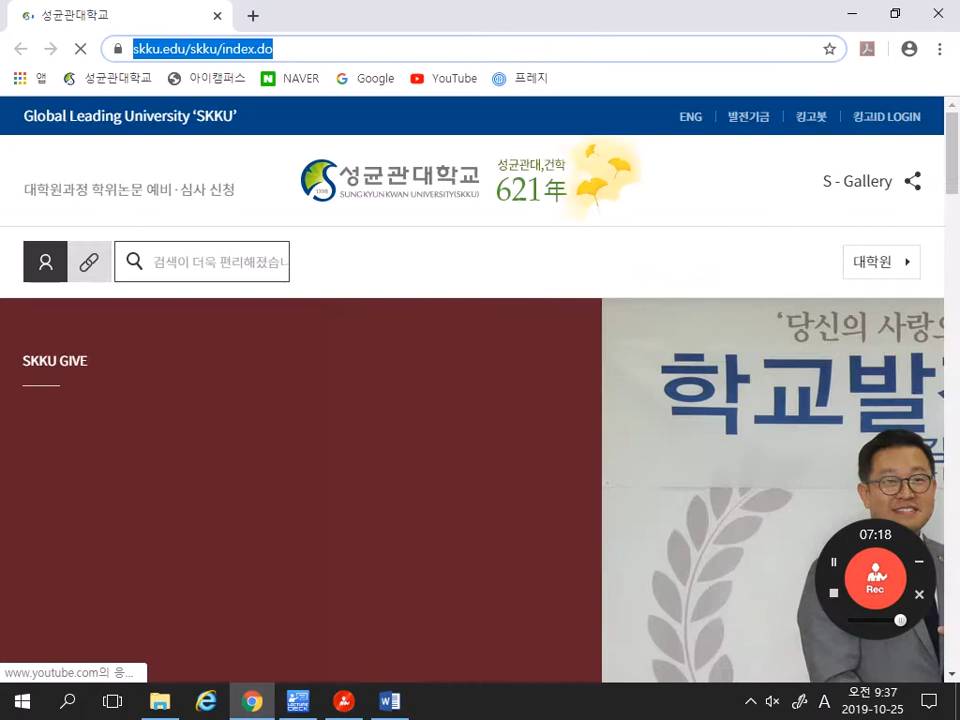 성균관대학교
skku.edu/skku/index.do
앱 성균관대학교 아이캠퍼스 NAVER Google YouTube 프레지
Global Leading University ‘SKKU’
ENG 발전기금 킹고봇 킹고ID LOGIN
대학원과정 학위논문 예비·심사 신청
1398
성균관대학교
SUNGKYUNKWAN UNIVERSITY(SKKU)
성균관대,건학
621年
S - Gallery
검색이 더욱 편리해졌습니
대학원
SKKU GIVE
‘당신의 사랑으
학교발
07:18
Rec
www.youtube.com의 응...
LECTURE
CHECK
A
오전 9:37
2019-10-25